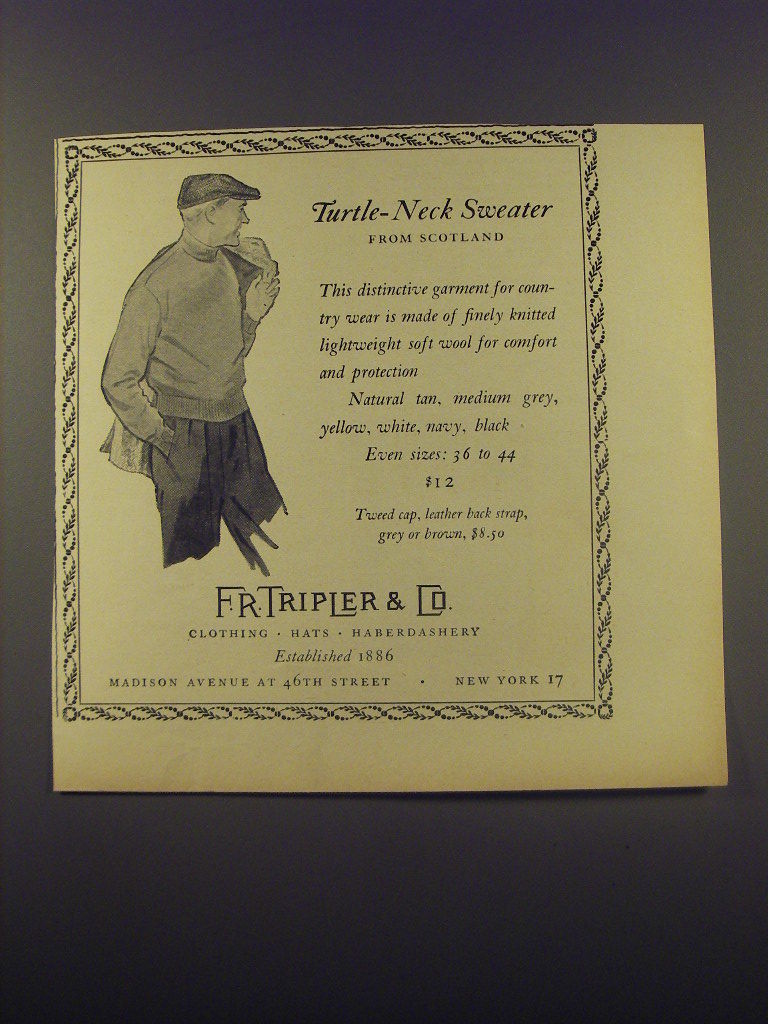 Turtle-Neck Sweater
FROM SCOTLAND
This distinctive garment for coun-
try wear is made of finely knitted
lightweight soft wool for comfort
and protection
Natural tan, medium grey,
yellow, white, navy, black
Even sizes: 36 to 44
$12
Tweed cap, leather back strap,
grey or brown, $8.50
F.R.TRIPLER & CO.
CLOTHING · HATS · HABERDASHERY
Established 1886
MADISON AVENUE AT 46TH STREET · NEW YORK 17